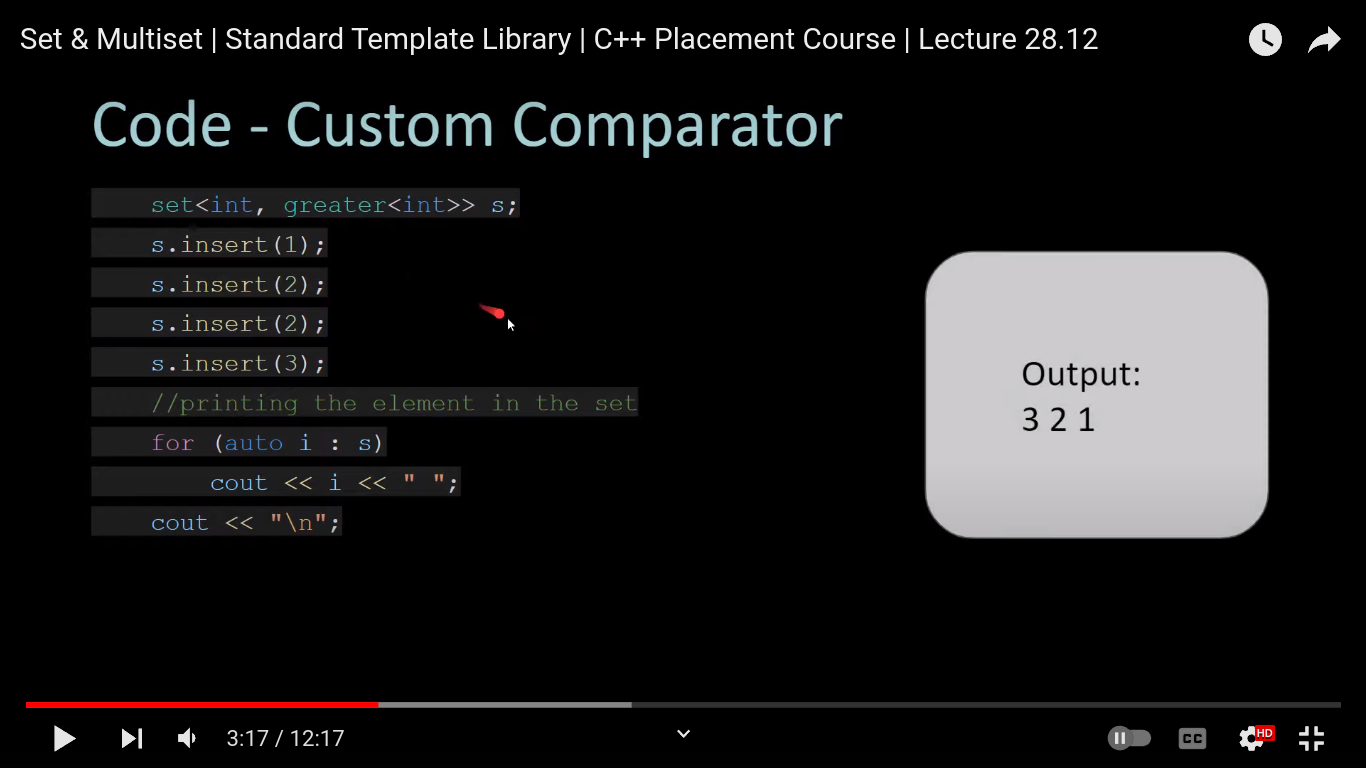 Set & Multiset | Standard Template Library | C++ Placement Course | Lecture 28.12
Code - Custom Comparator
set<int, greater<int>> s;
s.insert(1);
s.insert(2);
s.insert(2);
s.insert(3);
//printing the element in the set
for (auto i : s)
cout << i << " ";
cout << "\n";
Output:
3 2 1
3:17 / 12:17
CC
HD